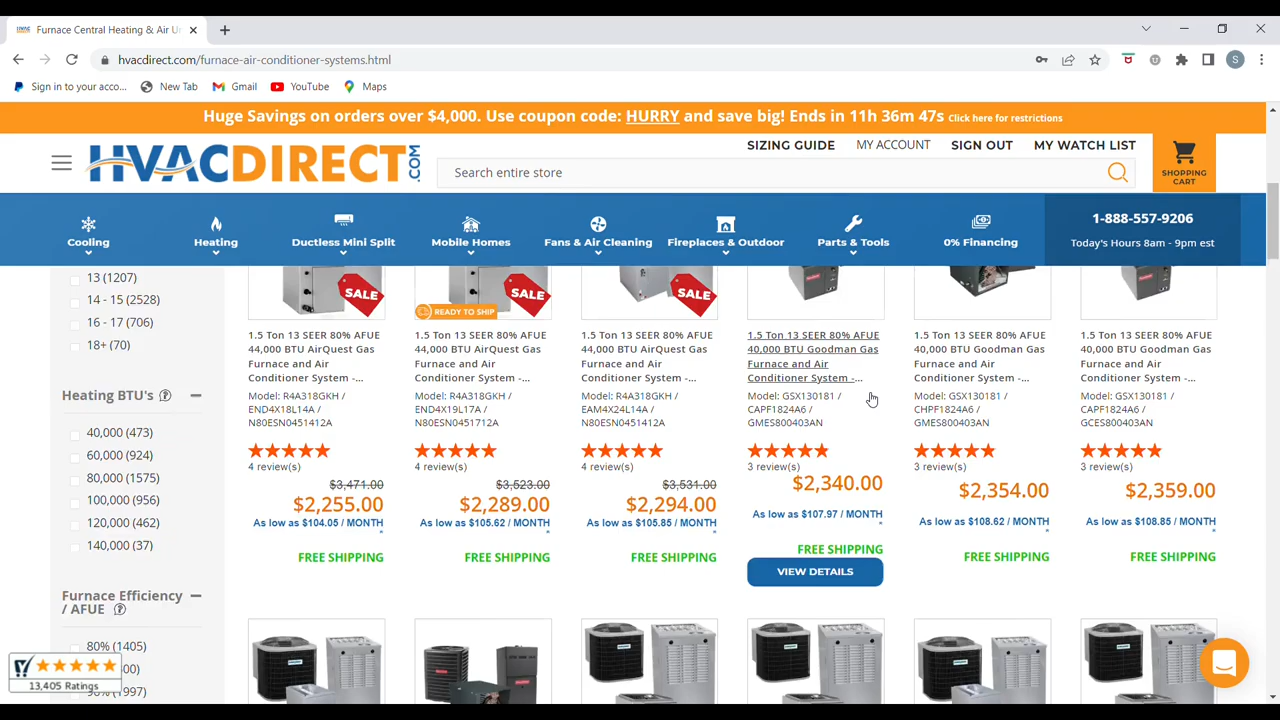 Furnace Central Heating & Air U
hvacdirect.com/furnace-air-conditioner-systems.html
S
Sign in to your acco...
New Tab
Gmail
YouTube
Maps
Huge Savings on orders over $4,000. Use coupon code: HURRY and save big! Ends in 11h 36m 47s Click here for restrictions
HVACDIRECT.COM
Search entire store
SIZING GUIDE
MY ACCOUNT
SIGN OUT
MY WATCH LIST
SHOPPING
CART
Cooling
Heating
Ductless Mini Split
Mobile Homes
Fans & Air Cleaning
Fireplaces & Outdoor
Parts & Tools
0% Financing
1-888-557-9206
Today's Hours 8am - 9pm est
13 (1207)
14 - 15 (2528)
16 - 17 (706)
18+ (70)
Heating BTU's
40,000 (473)
60,000 (924)
80,000 (1575)
100,000 (956)
120,000 (462)
140,000 (37)
Furnace Efficiency
/ AFUE
80% (1405)
13,405 Ratings
SALE
1.5 Ton 13 SEER 80% AFUE
44,000 BTU AirQuest Gas
Furnace and Air
Conditioner System -...
Model: R4A318GKH /
END4X18L14A /
N80ESN0451412A
4 review(s)
$3,471.00
$2,255.00
As low as $104.05 / MONTH
*
FREE SHIPPING
SALE
READY TO SHIP
1.5 Ton 13 SEER 80% AFUE
44,000 BTU AirQuest Gas
Furnace and Air
Conditioner System -...
Model: R4A318GKH /
END4X19L17A /
N80ESN0451712A
4 review(s)
$3,523.00
$2,289.00
As low as $105.62 / MONTH
*
FREE SHIPPING
SALE
1.5 Ton 13 SEER 80% AFUE
44,000 BTU AirQuest Gas
Furnace and Air
Conditioner System -...
Model: R4A318GKH /
EAM4X24L14A /
N80ESN0451412A
4 review(s)
$3,531.00
$2,294.00
As low as $105.85 / MONTH
*
FREE SHIPPING
1.5 Ton 13 SEER 80% AFUE
40,000 BTU Goodman Gas
Furnace and Air
Conditioner System -...
Model: GSX130181 /
CAPF1824A6 /
GMES800403AN
3 review(s)
$2,340.00
As low as $107.97 / MONTH
*
FREE SHIPPING
VIEW DETAILS
1.5 Ton 13 SEER 80% AFUE
40,000 BTU Goodman Gas
Furnace and Air
Conditioner System -...
Model: GSX130181 /
CHPF1824A6 /
GMES800403AN
3 review(s)
$2,354.00
As low as $108.62 / MONTH
*
FREE SHIPPING
1.5 Ton 13 SEER 80% AFUE
40,000 BTU Goodman Gas
Furnace and Air
Conditioner System -...
Model: GSX130181 /
CAPF1824A6 /
GCES800403AN
3 review(s)
$2,359.00
As low as $108.85 / MONTH
*
FREE SHIPPING